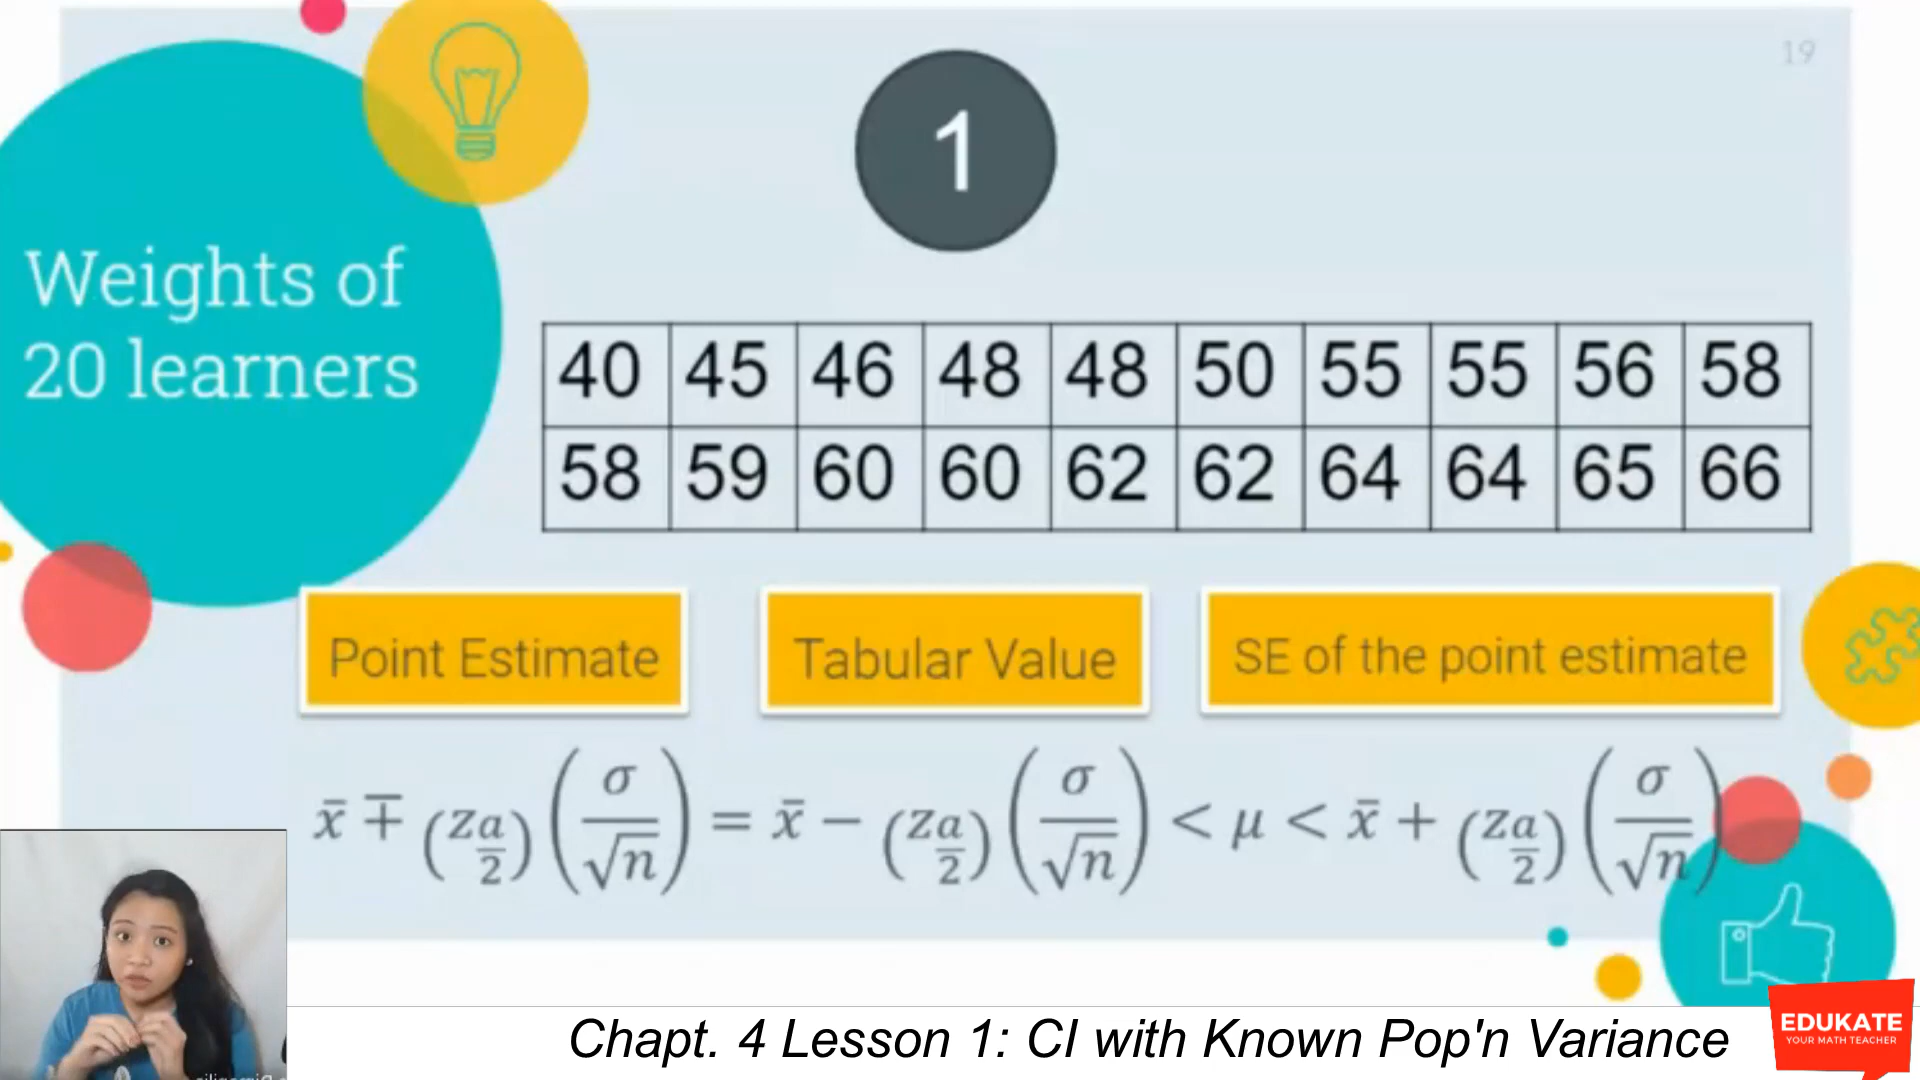 19
1
Weights of
20 learners
40 45 46 48 48 50 55 55 56 58
58 59 60 60 62 62 64 64 65 66
Point Estimate
Tabular Value
SE of the point estimate
x̄ ∓ (z a/2) (σ/√n) = x̄ − (z a/2) (σ/√n) < μ < x̄ + (z a/2) (σ/√n)
Chapt. 4 Lesson 1: CI with Known Pop'n Variance
EDUKATE
YOUR MATH TEACHER